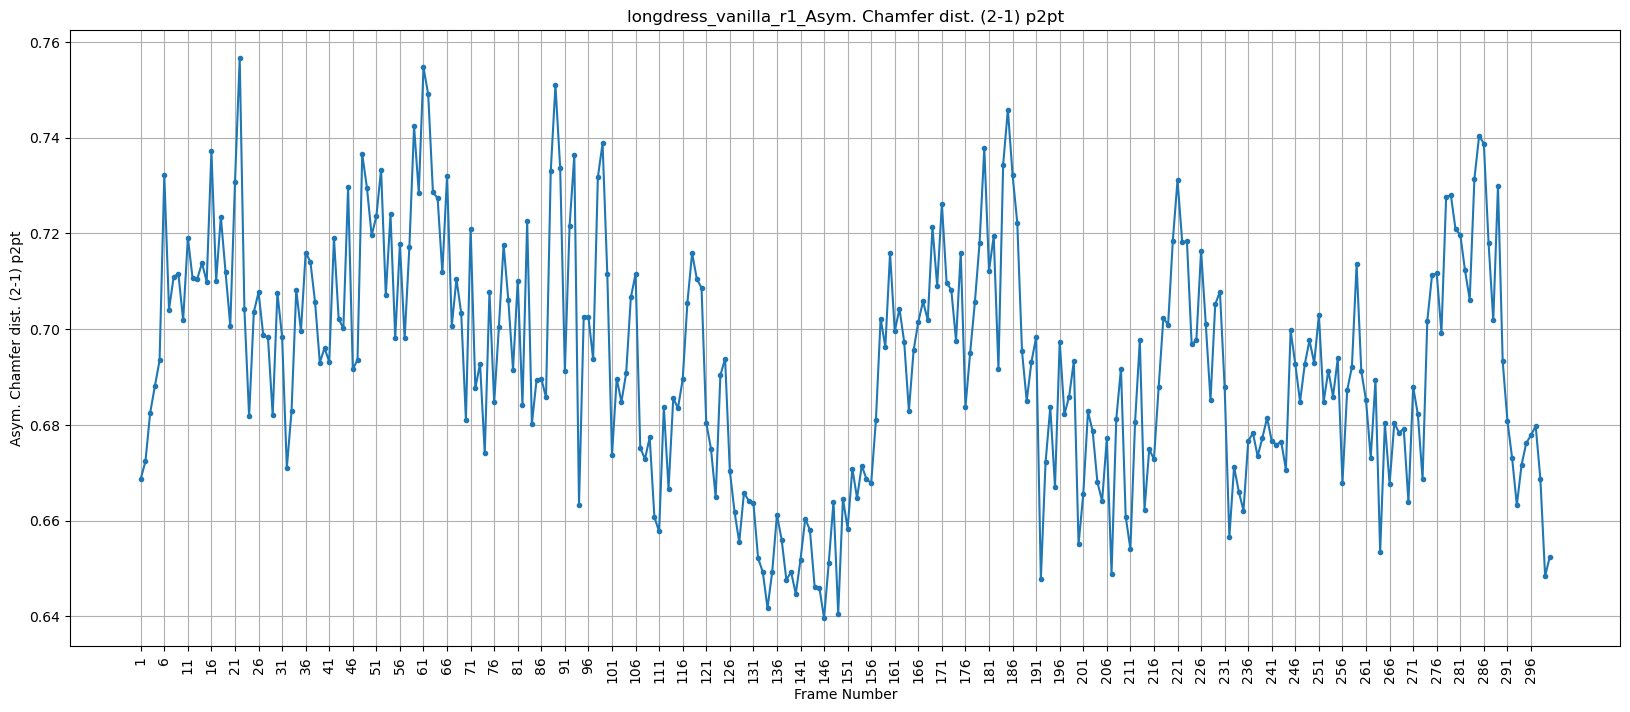 longdress_vanilla_r1_Asym. Chamfer dist. (2-1) p2pt
Asym. Chamfer dist. (2-1) p2pt
0.76
0.74
0.72
0.70
0.68
0.66
0.64
1 6 11 16 21 26 31 36 41 46 51 56 61 66 71 76 81 86 91 96 101 106 111 116 121 126 131 136 141 146 151 156 161 166 171 176 181 186 191 196 201 206 211 216 221 226 231 236 241 246 251 256 261 266 271 276 281 286 291 296
Frame Number